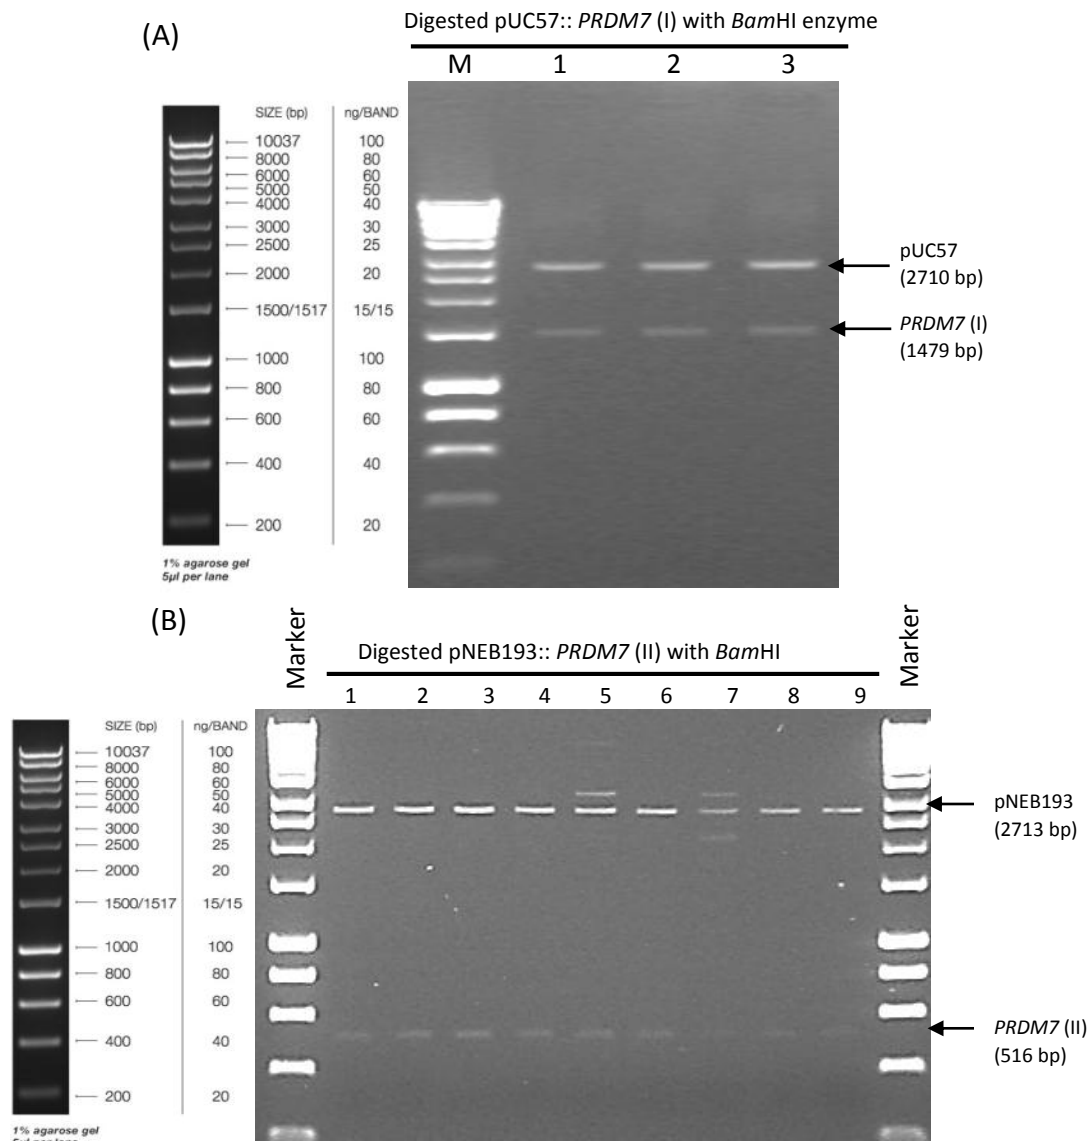 (A)
Digested pUC57:: PRDM7 (I) with BamHI enzyme
M 1 2 3
SIZE (bp) ng/BAND
10037 100
8000 80
6000 60
5000 50
4000 40
3000 30
2500 25
2000 20
1500/1517 15/15
1000 100
800 80
600 60
400 40
200 20
1% agarose gel
5µl per lane
pUC57
(2710 bp)
PRDM7 (I)
(1479 bp)
(B)
Marker
Digested pNEB193:: PRDM7 (II) with BamHI
1 2 3 4 5 6 7 8 9
Marker
SIZE (bp) ng/BAND
10037 100
8000 80
6000 60
5000 50
4000 40
3000 30
2500 25
2000 20
1500/1517 15/15
1000 100
800 80
600 60
400 40
200 20
1% agarose gel
5µl per lane
pNEB193
(2713 bp)
PRDM7 (II)
(516 bp)